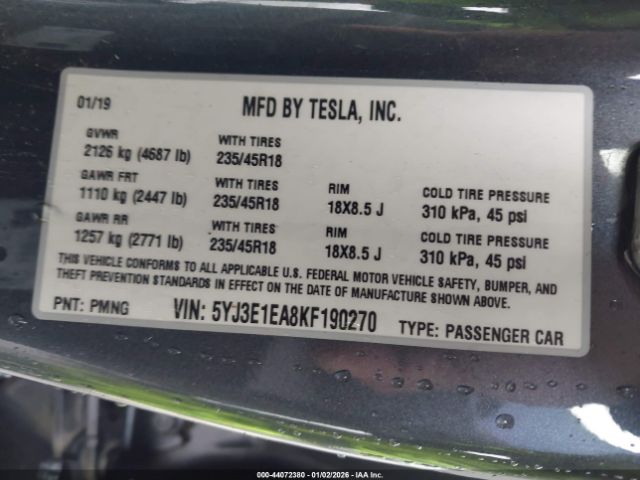 01/19 MFD BY TESLA, INC.
GVWR WITH TIRES
2126 kg (4687 lb) 235/45R18
GAWR FRT WITH TIRES RIM COLD TIRE PRESSURE
1110 kg (2447 lb) 235/45R18 18X8.5 J 310 kPa, 45 psi
GAWR RR WITH TIRES RIM COLD TIRE PRESSURE
1257 kg (2771 lb) 235/45R18 18X8.5 J 310 kPa, 45 psi
THIS VEHICLE CONFORMS TO ALL APPLICABLE U.S. FEDERAL MOTOR VEHICLE SAFETY, BUMPER, AND
THEFT PREVENTION STANDARDS IN EFFECT ON THE DATE OF MANUFACTURE SHOWN ABOVE.
PNT: PMNG VIN: 5YJ3E1EA8KF190270 TYPE: PASSENGER CAR
000-44072380 - 01/02/2026 - IAA Inc.